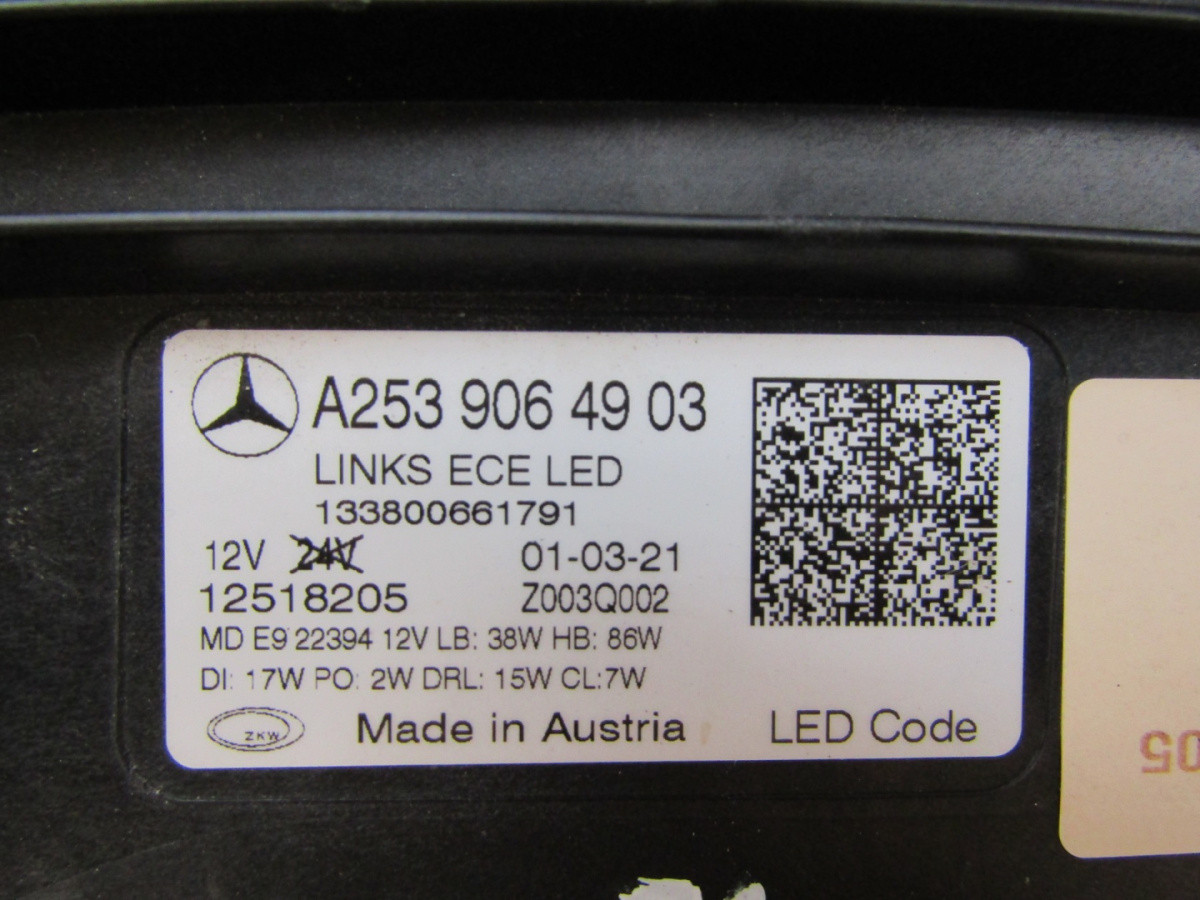 A253 906 49 03
LINKS ECE LED
133800661791
12V 24V 01-03-21
12518205 Z003Q002
MD E9 22394 12V LB: 38W HB: 86W
DI: 17W PO: 2W DRL: 15W CL:7W
ZKW Made in Austria LED Code
05